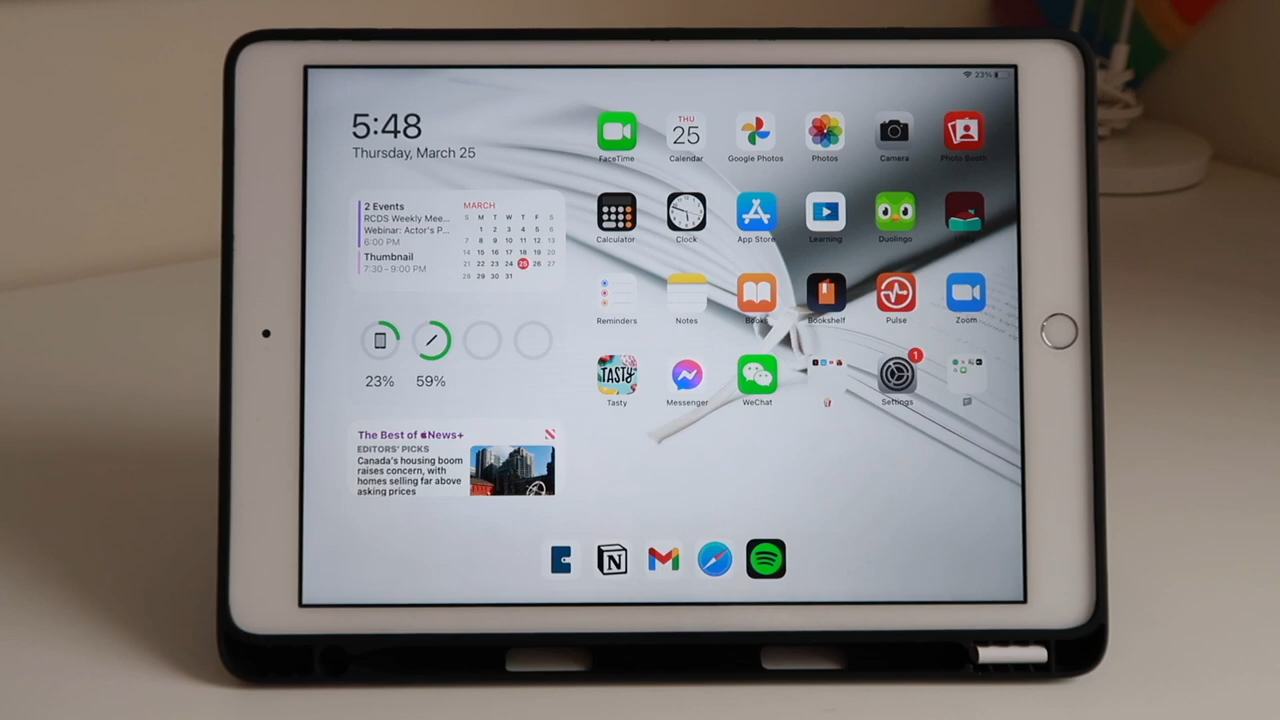 23%
5:48
Thursday, March 25
2 Events
RCDS Weekly Mee...
Webinar: Actor's P...
6:00 PM
Thumbnail
7:30 – 9:00 PM
MARCH
S M T W T F S
1 2 3 4 5 6
7 8 9 10 11 12 13
14 15 16 17 18 19 20
21 22 23 24 25 26 27
28 29 30 31
23% 59%
The Best of News+
EDITORS' PICKS
Canada's housing boom
raises concern, with
homes selling far above
asking prices
THU
25
FaceTime Calendar Google Photos Photos Camera Photo Booth
Calculator Clock App Store Learning Duolingo
Reminders Notes Books Bookshelf Pulse Zoom
TASTY
1
Tasty Messenger WeChat Settings
N